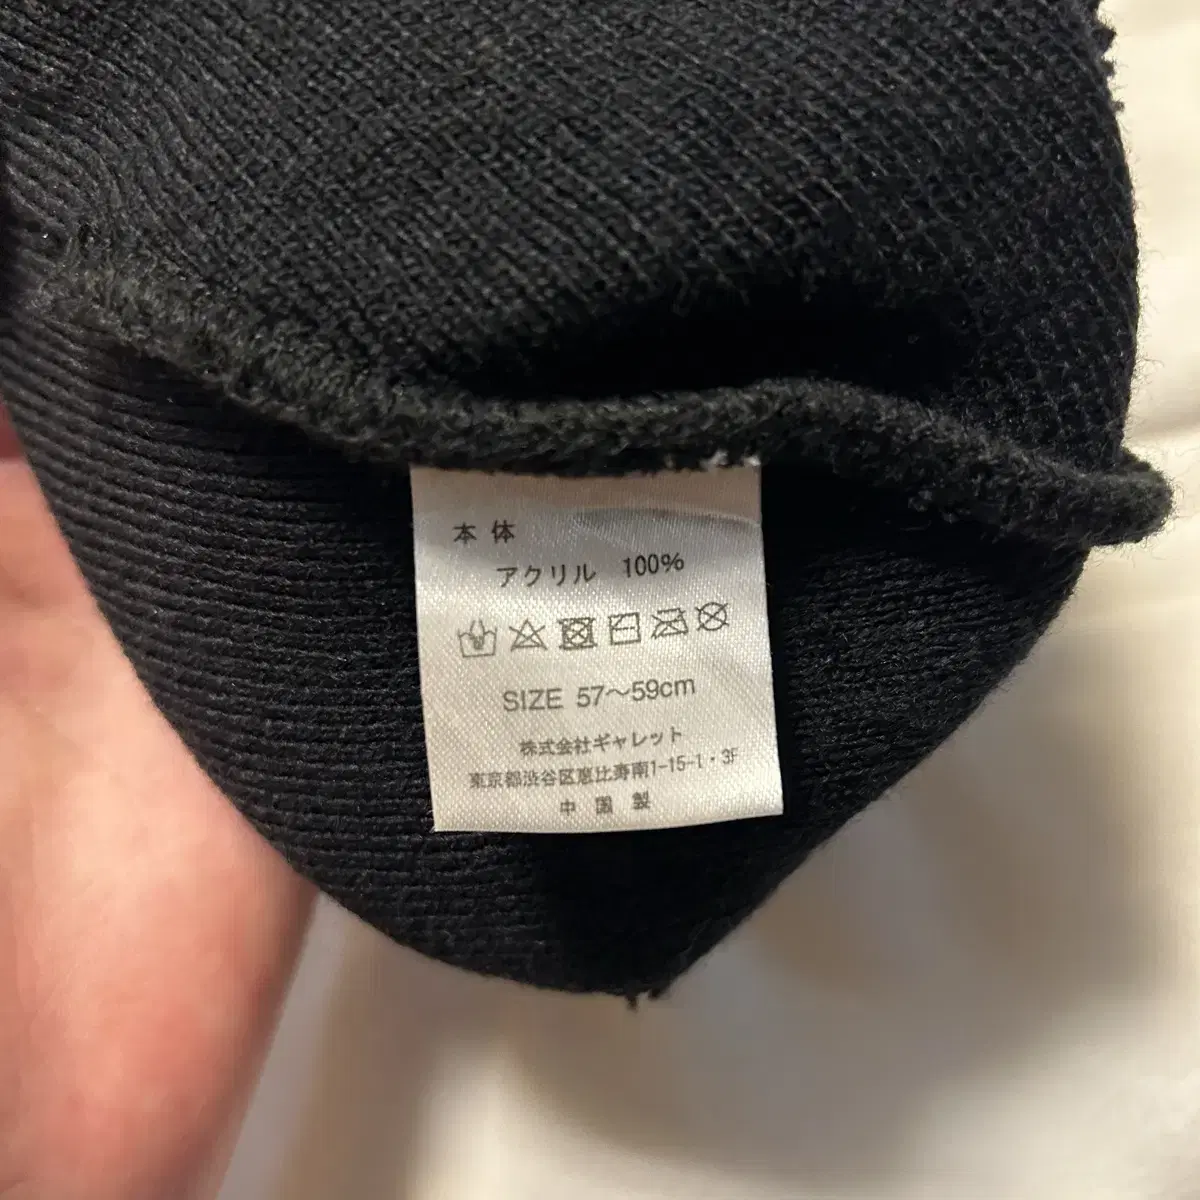 本体
アクリル 100%
SIZE 57〜59cm
株式会社ギャレット
東京都渋谷区恵比寿南1-15-1・3F
中国製